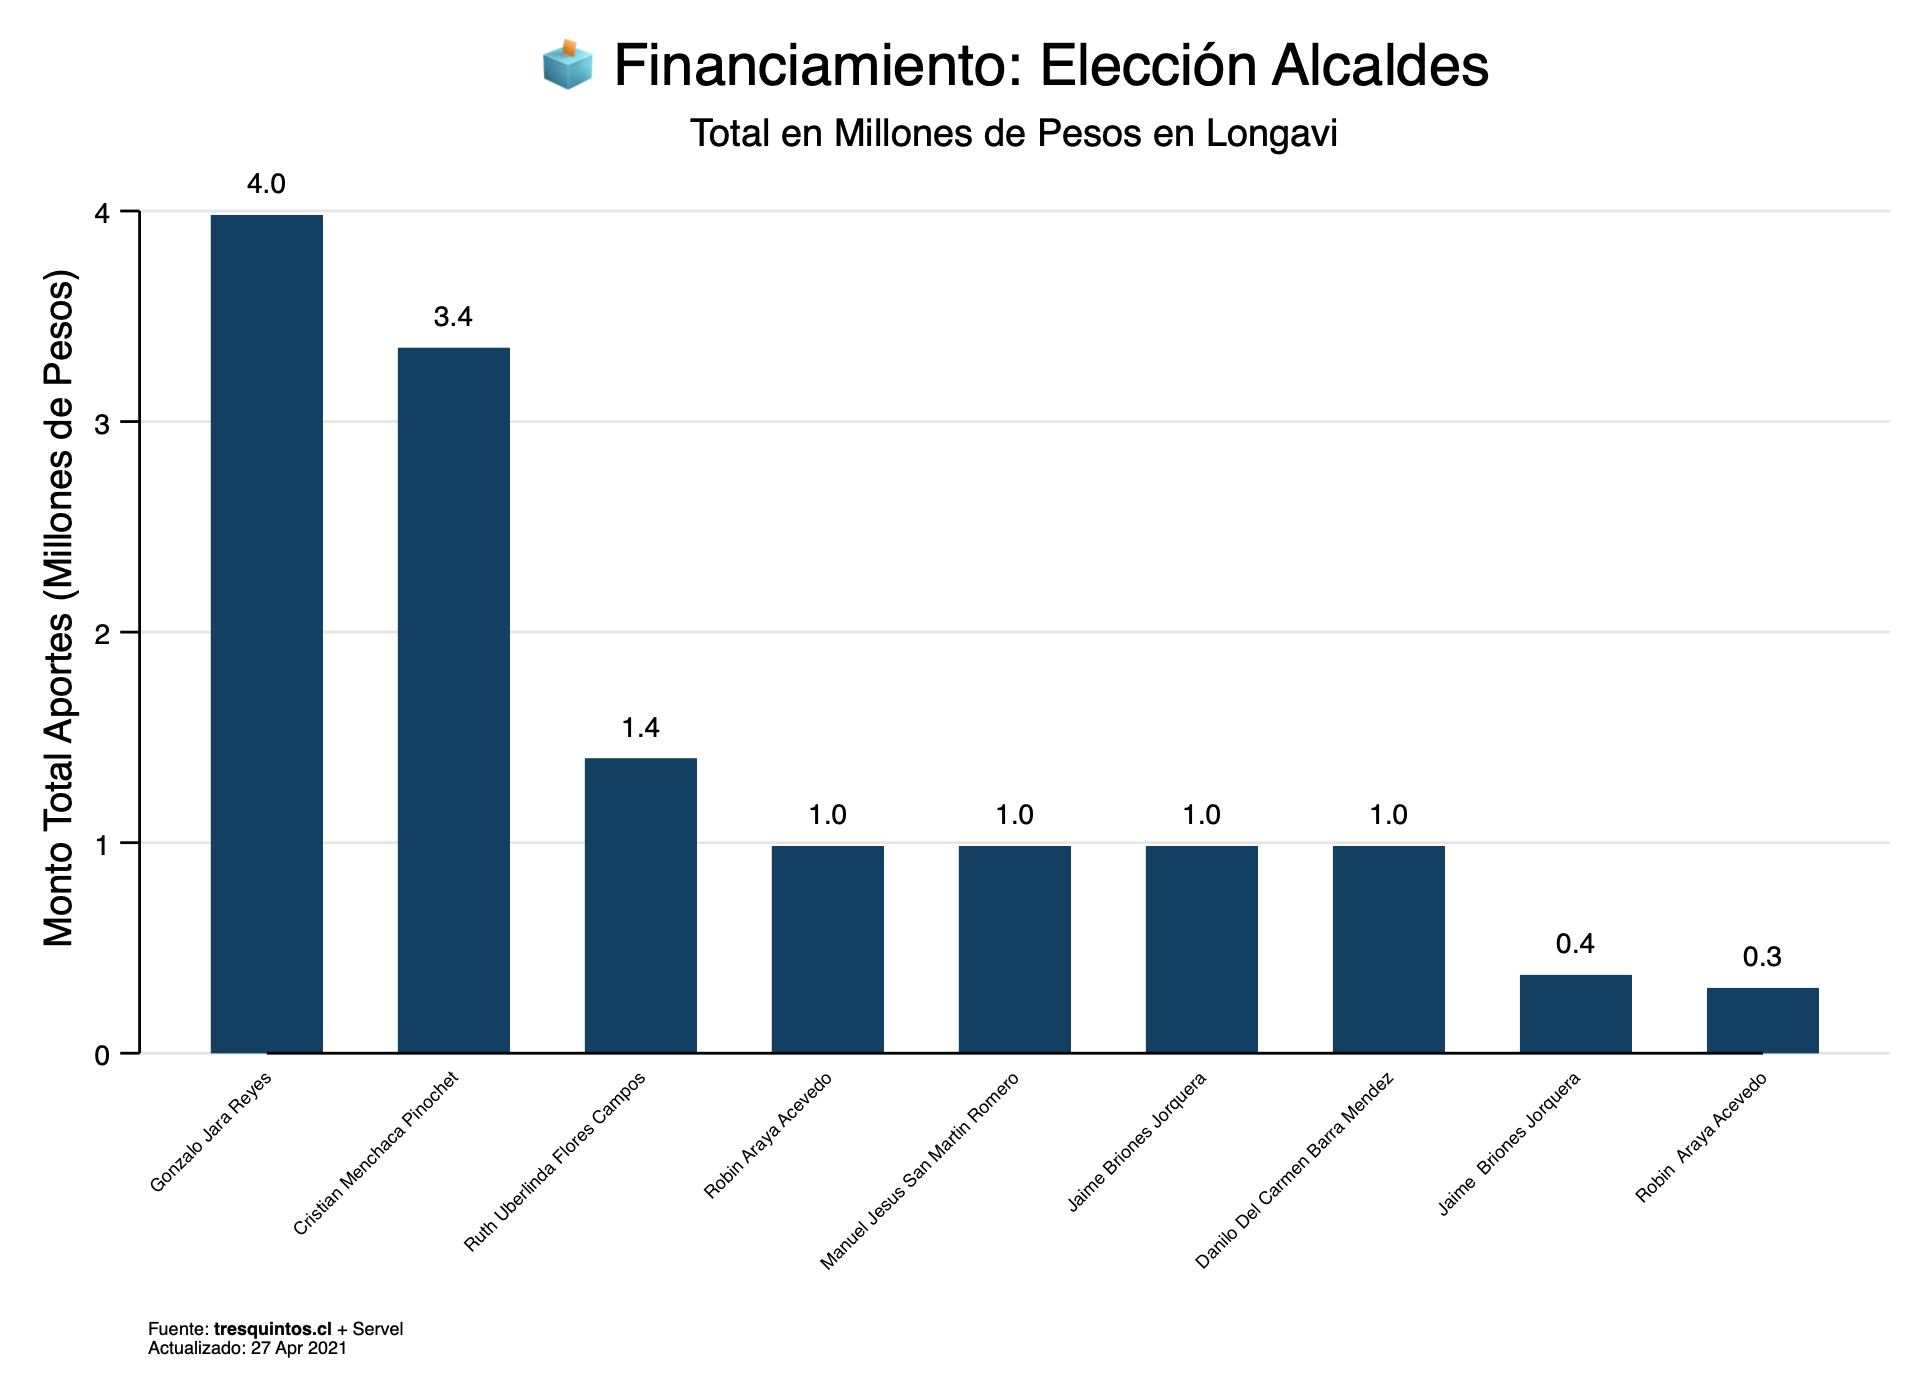 Financiamiento: Elección Alcaldes
Total en Millones de Pesos en Longavi
Monto Total Aportes (Millones de Pesos)
4
3
2
1
0
4.0
3.4
1.4
1.0
1.0
1.0
1.0
0.4
0.3
Gonzalo Jara Reyes
Cristian Menchaca Pinochet
Ruth Uberlinda Flores Campos
Robin Araya Acevedo
Manuel Jesus San Martin Romero
Jaime Briones Jorquera
Danilo Del Carmen Barra Mendez
Jaime  Briones Jorquera
Robin  Araya Acevedo
Fuente: tresquintos.cl + Servel
Actualizado: 27 Apr 2021